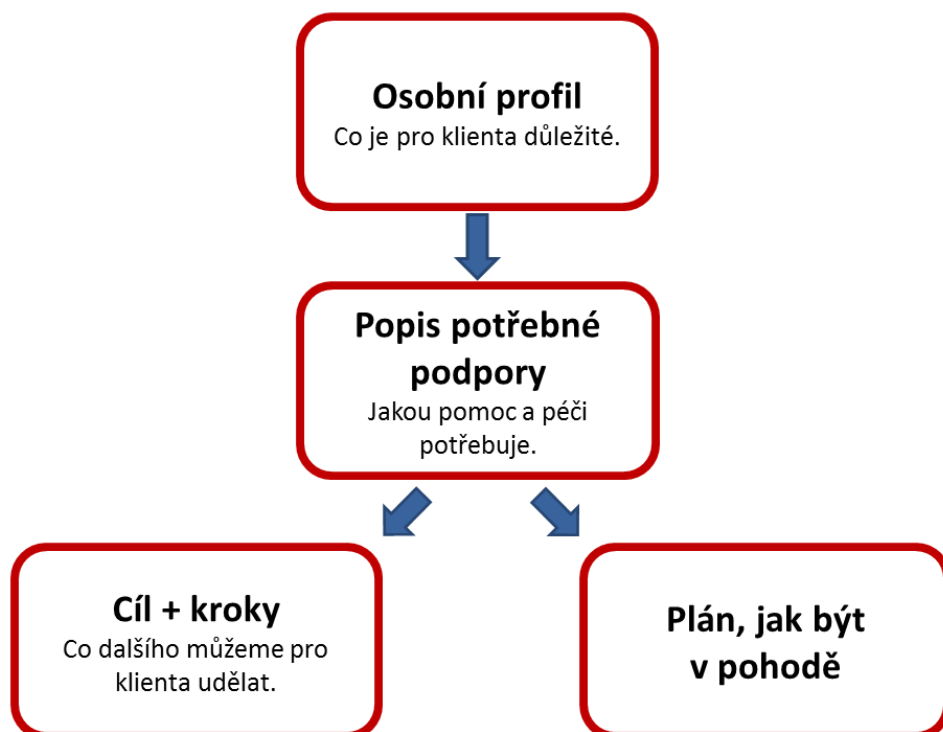 Osobní profil
Co je pro klienta důležité.
Popis potřebné
podpory
Jakou pomoc a péči
potřebuje.
Cíl + kroky
Co dalšího můžeme pro
klienta udělat.
Plán, jak být
v pohodě